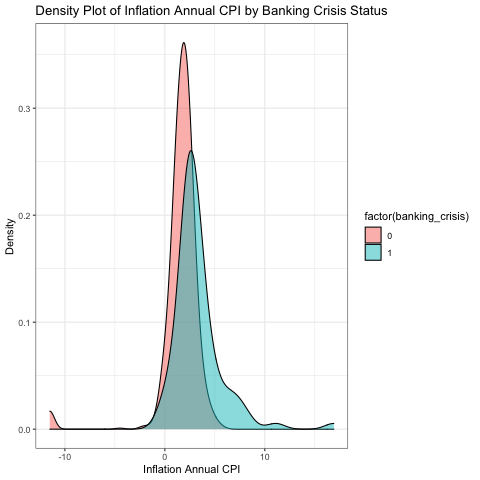 Density Plot of Inflation Annual CPI by Banking Crisis Status
0.3
0.2
0.1
0.0
Density
-10 0 10
Inflation Annual CPI
factor(banking_crisis)
0
1